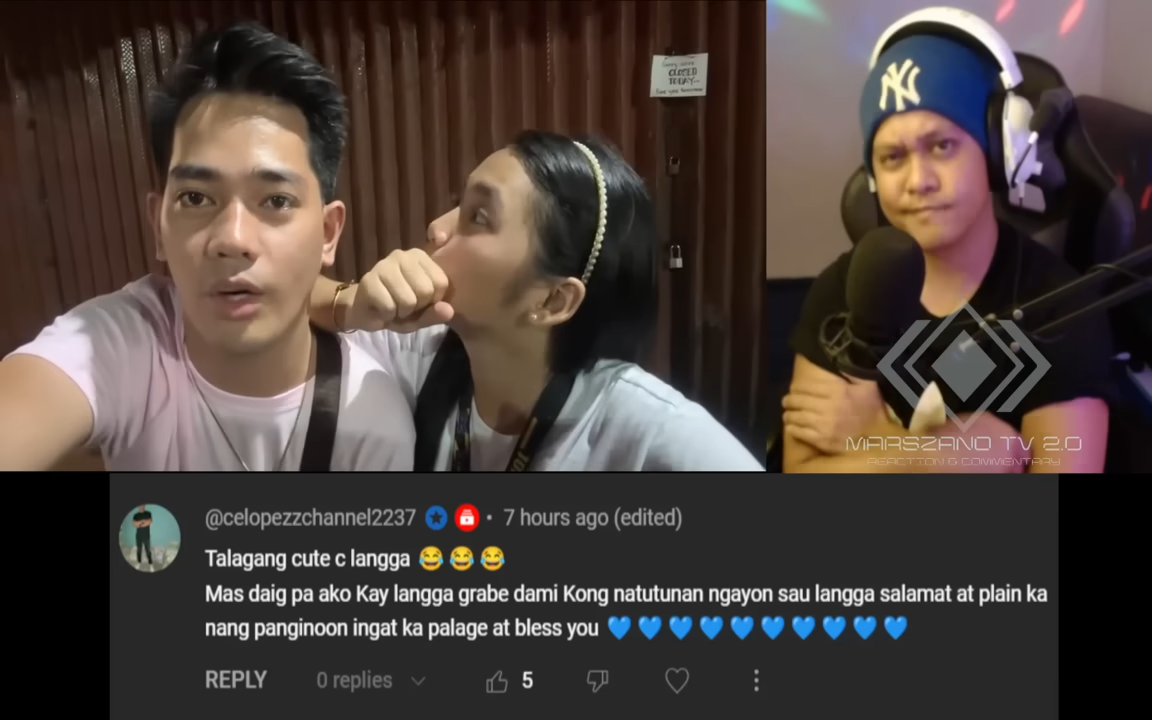 CLOSED
TODAY...
NY
MARSZANO TV 2.0
REACTION & COMMENTARY
@celopezzchannel2237 • 7 hours ago (edited)
Talagang cute c langga 😂 😂 😂
Mas daig pa ako Kay langga grabe dami Kong natutunan ngayon sau langga salamat at plain ka
nang panginoon ingat ka palage at bless you 💙 💙 💙 💙 💙 💙 💙 💙 💙 💙
REPLY 0 replies 5